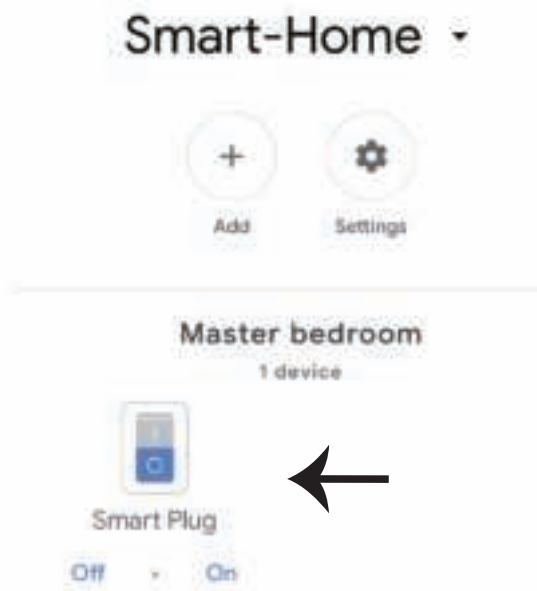 Smart-Home
Add Settings
Master bedroom
1 device
Smart Plug
Off • On